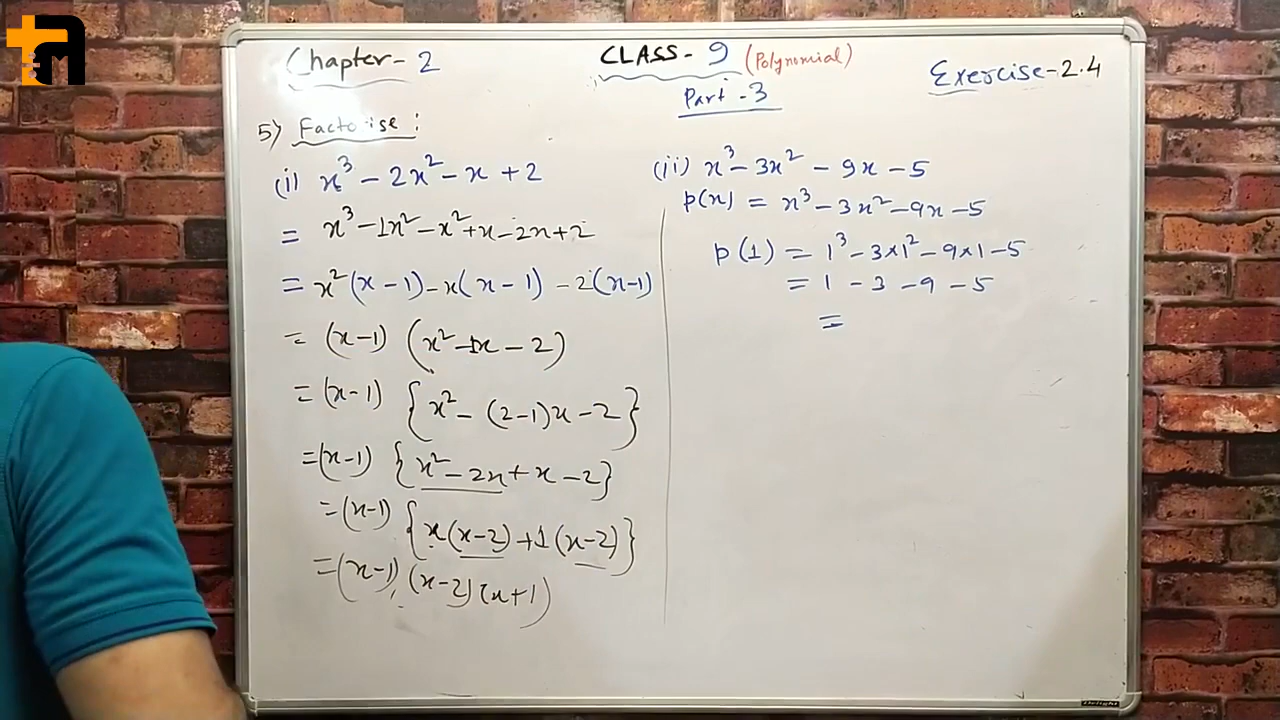 Chapter-2
CLASS-9 (Polynomial)
Part-3
Exercise-2.4
5) Factorise:
(i) x³-2x²-x+2
= x³-1x²-x²+x-2x+2
= x²(x-1)-x(x-1)-2(x-1)
= (x-1) (x²-1x-2)
= (x-1) {x²-(2-1)x-2}
= (x-1) {x²-2x+x-2}
= (x-1) {x(x-2)+1(x-2)}
= (x-1) (x-2) (x+1)
(ii) x³-3x²-9x-5
p(x) = x³-3x²-9x-5
p(1) = 1³-3×1²-9×1-5
= 1-3-9-5
=